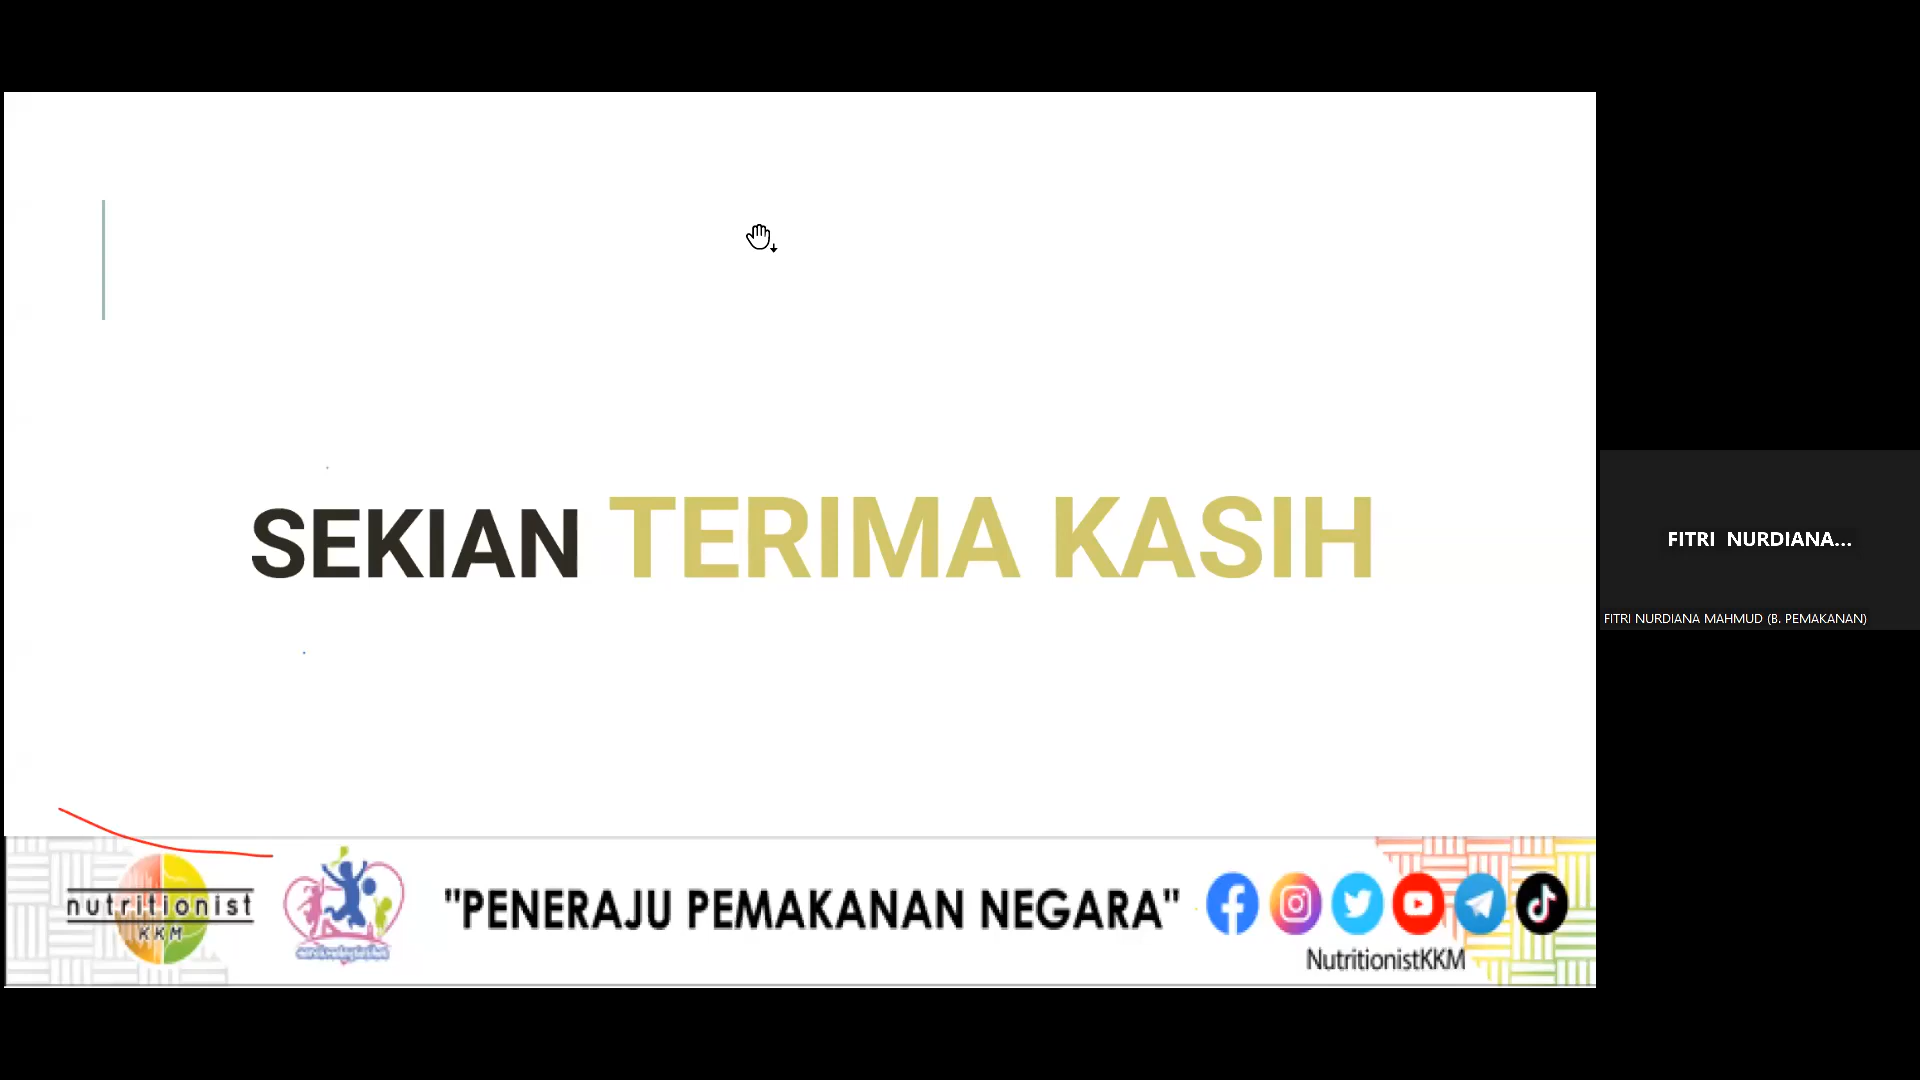 SEKIAN TERIMA KASIH
nutritionist
KKM
"PENERAJU PEMAKANAN NEGARA"
NutritionistKKM
FITRI NURDIANA...
FITRI NURDIANA MAHMUD (B. PEMAKANAN)